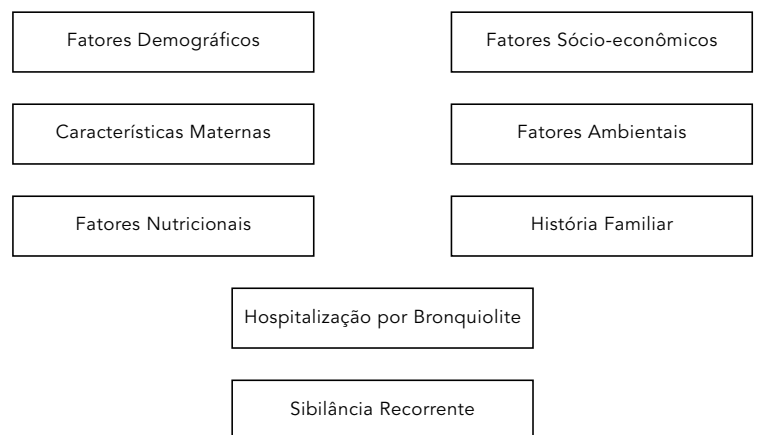 Fatores Demográficos
Fatores Sócio-econômicos
Características Maternas
Fatores Ambientais
Fatores Nutricionais
História Familiar
Hospitalização por Bronquiolite
Sibilância Recorrente